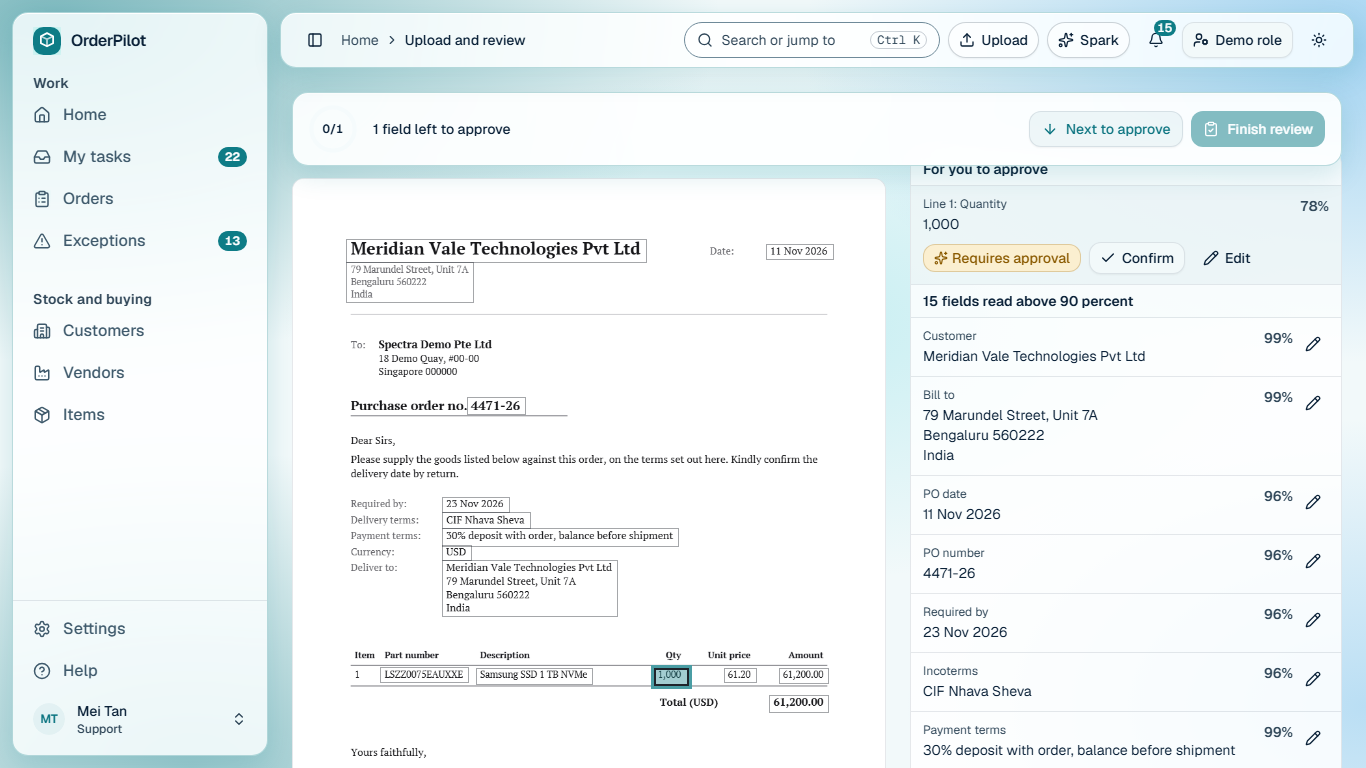 OrderPilot
Work
Home
My tasks
22
Orders
Exceptions
13
Stock and buying
Customers
Vendors
Items
Settings
Help
MT
Mei Tan
Support
Home > Upload and review
Search or jump to
Ctrl K
Upload
Spark
15
Demo role
0/1
1 field left to approve
Next to approve
Finish review
Meridian Vale Technologies Pvt Ltd
79 Marundel Street, Unit 7A
Bengaluru 560222
India
Date: 11 Nov 2026
To: Spectra Demo Pte Ltd
18 Demo Quay, #00-00
Singapore 000000
Purchase order no. 4471-26
Dear Sirs,
Please supply the goods listed below against this order, on the terms set out here. Kindly confirm the
delivery date by return.
Required by: 23 Nov 2026
Delivery terms: CIF Nhava Sheva
Payment terms: 30% deposit with order, balance before shipment
Currency: USD
Deliver to: Meridian Vale Technologies Pvt Ltd
79 Marundel Street, Unit 7A
Bengaluru 560222
India
Item Part number Description Qty Unit price Amount
1 LSZZ0075EAUXXE Samsung SSD 1 TB NVMe 1,000 61.20 61,200.00
Total (USD) 61,200.00
Yours faithfully,
For you to approve
Line 1: Quantity
78%
1,000
Requires approval
Confirm
Edit
15 fields read above 90 percent
Customer
99%
Meridian Vale Technologies Pvt Ltd
Bill to
99%
79 Marundel Street, Unit 7A
Bengaluru 560222
India
PO date
96%
11 Nov 2026
PO number
96%
4471-26
Required by
96%
23 Nov 2026
Incoterms
96%
CIF Nhava Sheva
Payment terms
99%
30% deposit with order, balance before shipment